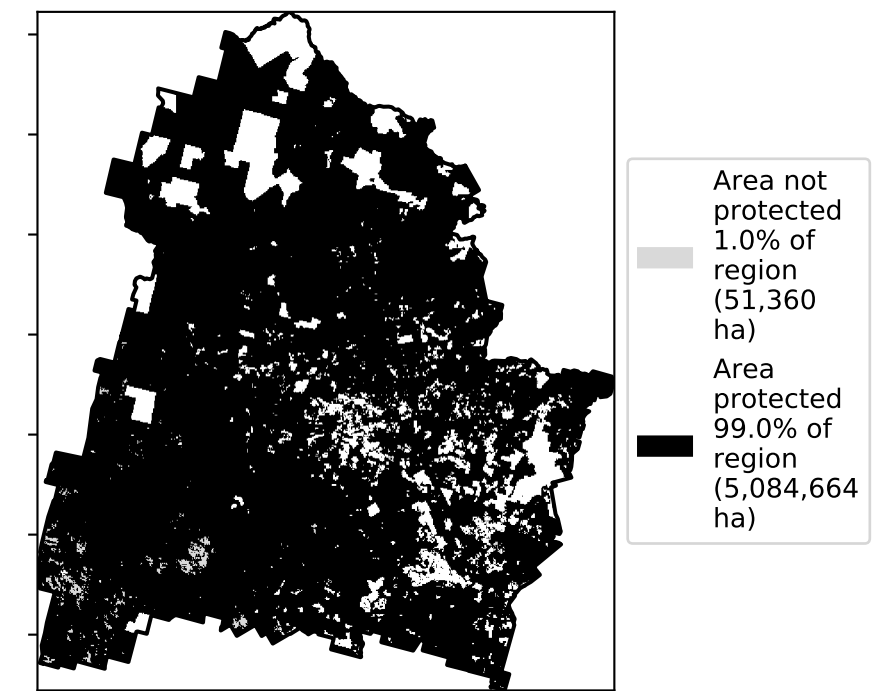 Area not
protected
1.0% of
region
(51,360
ha)
Area
protected
99.0% of
region
(5,084,664
ha)